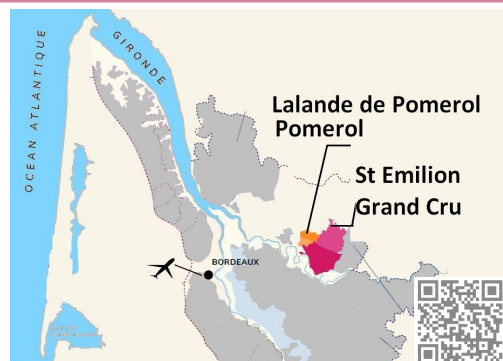 OCEAN ATLANTIQUE
GIRONDE
Lalande de Pomerol
Pomerol
St Emilion
Grand Cru
BORDEAUX